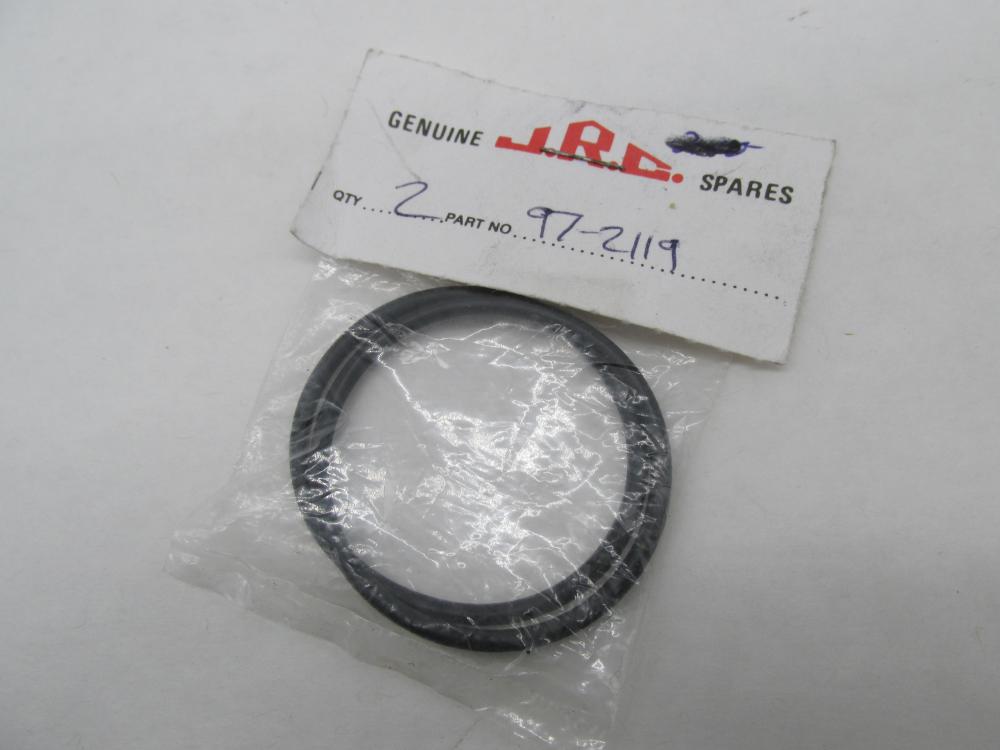 GENUINE J.R.C. SPARES
QTY.....2.....PART NO...97-2119...............